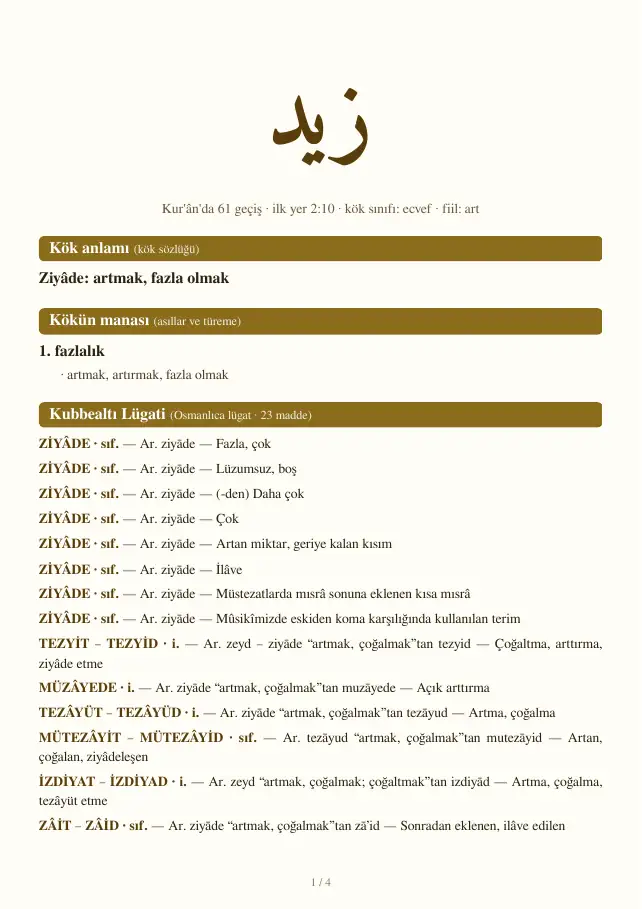 زيد
Kur'ân'da 61 geçiş · ilk yer 2:10 · kök sınıfı: ecvef · fiil: art
Kök anlamı (kök sözlüğü)
Ziyâde: artmak, fazla olmak
Kökün manası (asıllar ve türeme)
1. fazlalık
· artmak, artırmak, fazla olmak
Kubbealtı Lügati (Osmanlıca lügat · 23 madde)
ZİYÂDE · sıf. — Ar. ziyāde — Fazla, çok
ZİYÂDE · sıf. — Ar. ziyāde — Lüzumsuz, boş
ZİYÂDE · sıf. — Ar. ziyāde — (-den) Daha çok
ZİYÂDE · sıf. — Ar. ziyāde — Çok
ZİYÂDE · sıf. — Ar. ziyāde — Artan miktar, geriye kalan kısım
ZİYÂDE · sıf. — Ar. ziyāde — İlâve
ZİYÂDE · sıf. — Ar. ziyāde — Müstezatlarda mısrâ sonuna eklenen kısa mısrâ
ZİYÂDE · sıf. — Ar. ziyāde — Mûsikîmizde eskiden koma karşılığında kullanılan terim
TEZYİT – TEZYİD · i. — Ar. zeyd – ziyāde “artmak, çoğalmak”tan tezyid — Çoğaltma, arttırma,
ziyâde etme
MÜZÂYEDE · i. — Ar. ziyāde “artmak, çoğalmak”tan muzāyede — Açık arttırma
TEZÂYÜT – TEZÂYÜD · i. — Ar. ziyāde “artmak, çoğalmak”tan tezāyud — Artma, çoğalma
MÜTEZÂYİT – MÜTEZÂYİD · sıf. — Ar. tezāyud “artmak, çoğalmak”tan mutezāyid — Artan,
çoğalan, ziyâdeleşen
İZDİYAT – İZDİYAD · i. — Ar. zeyd “artmak, çoğalmak; çoğaltmak”tan izdiyād — Artma, çoğalma,
tezâyüt etme
ZÂİT – ZÂİD · sıf. — Ar. ziyāde “artmak, çoğalmak”tan zā’id — Sonradan eklenen, ilâve edilen
1 / 4